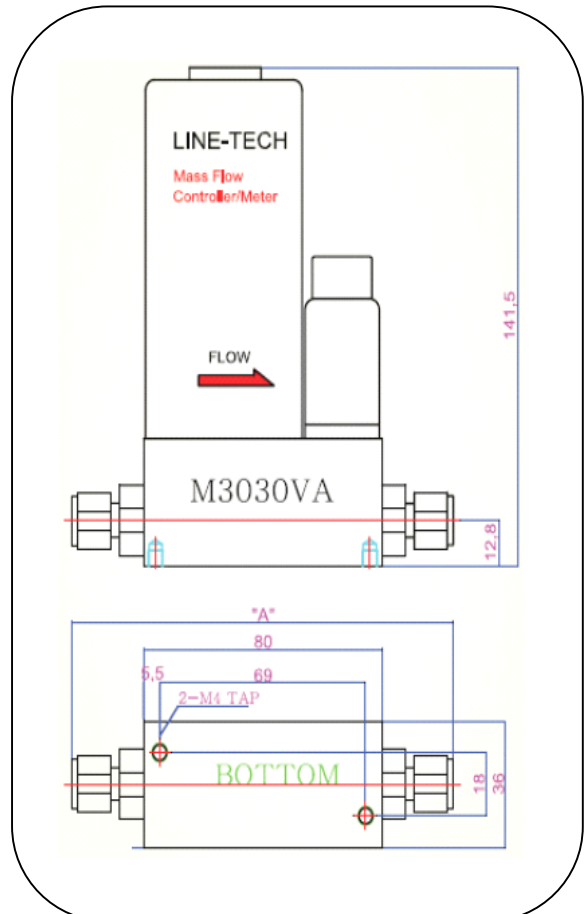 LINE-TECH
Mass Flow
Controller/Meter
FLOW
M3030VA
141,5
12,8
"A"
80
5,5
69
2-M4 TAP
BOTTOM
18
36